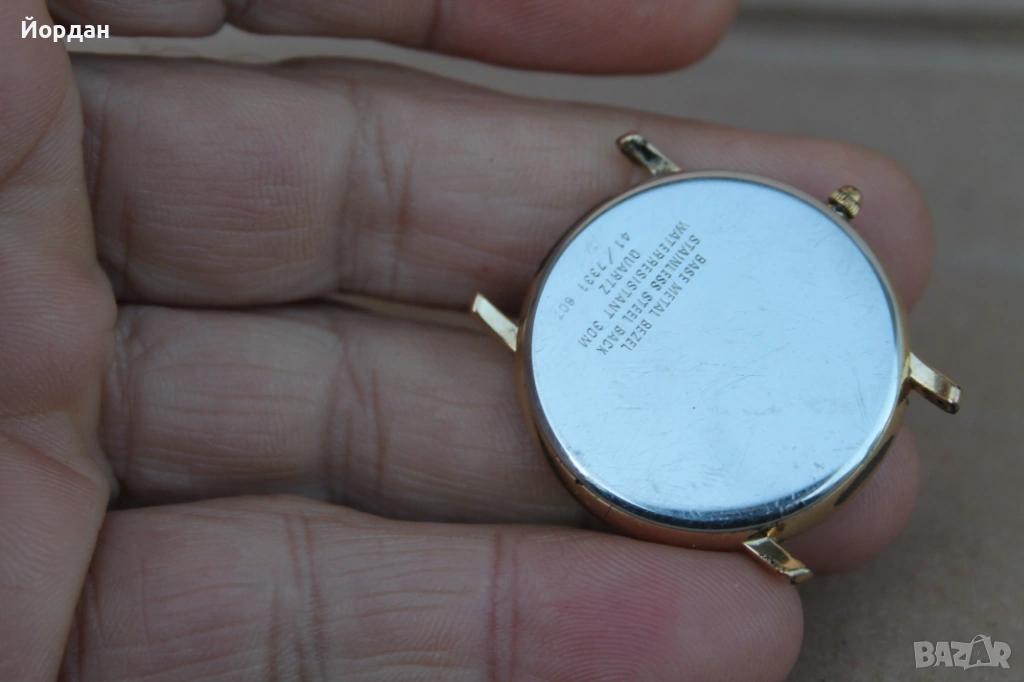 Йордан
BASE METAL BEZEL
STAINLESS STEEL BACK
WATERRESISTANT 30M
QUARTZ
41/7331 807
BAZAR